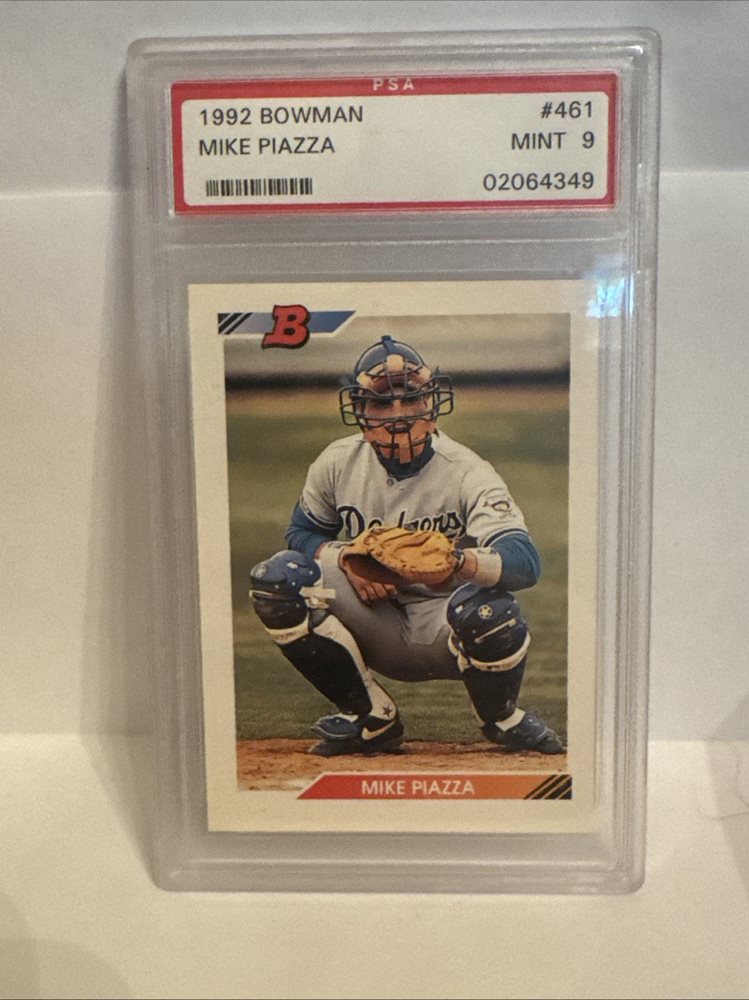 PSA
1992 BOWMAN #461
MIKE PIAZZA MINT 9
02064349
B
Dodgers
MIKE PIAZZA